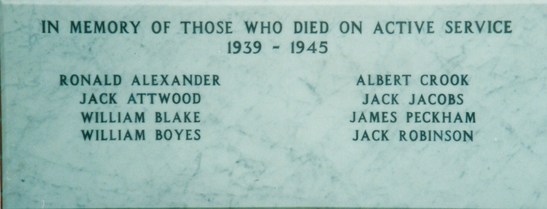 IN MEMORY OF THOSE WHO DIED ON ACTIVE SERVICE
1939 - 1945
RONALD ALEXANDER
JACK ATTWOOD
WILLIAM BLAKE
WILLIAM BOYES
ALBERT CROOK
JACK JACOBS
JAMES PECKHAM
JACK ROBINSON